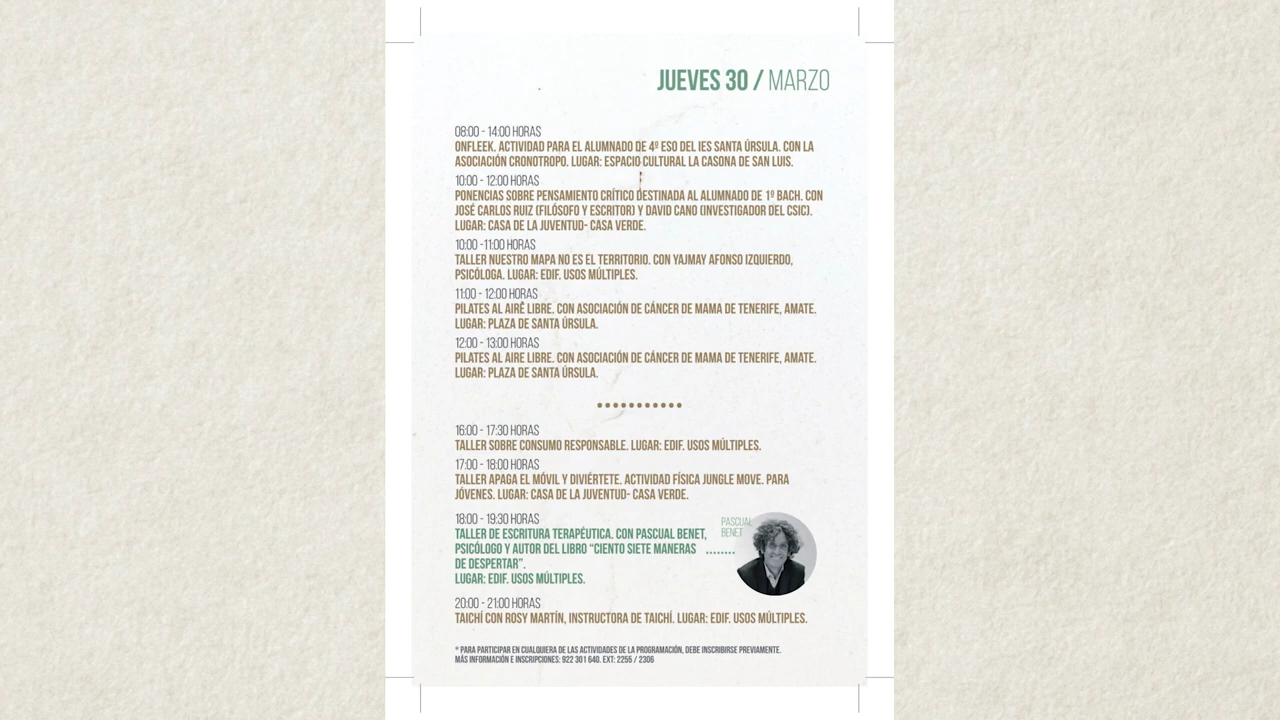 JUEVES 30 / MARZO
08:00 - 14:00 HORAS
ONFLEEK. ACTIVIDAD PARA EL ALUMNADO DE 4º ESO DEL IES SANTA ÚRSULA. CON LA
ASOCIACIÓN CRONOTROPO. LUGAR: ESPACIO CULTURAL LA CASONA DE SAN LUIS.
10:00 - 12:00 HORAS
PONENCIAS SOBRE PENSAMIENTO CRÍTICO DESTINADA AL ALUMNADO DE 1º BACH. CON
JOSÉ CARLOS RUIZ (FILÓSOFO Y ESCRITOR) Y DAVID CANO (INVESTIGADOR DEL CSIC).
LUGAR: CASA DE LA JUVENTUD- CASA VERDE.
10:00 -11:00 HORAS
TALLER NUESTRO MAPA NO ES EL TERRITORIO. CON YAJMAY AFONSO IZQUIERDO,
PSICÓLOGA. LUGAR: EDIF. USOS MÚLTIPLES.
11:00 - 12:00 HORAS
PILATES AL AIRE LIBRE. CON ASOCIACIÓN DE CÁNCER DE MAMA DE TENERIFE, AMATE.
LUGAR: PLAZA DE SANTA ÚRSULA.
12:00 - 13:00 HORAS
PILATES AL AIRE LIBRE. CON ASOCIACIÓN DE CÁNCER DE MAMA DE TENERIFE, AMATE.
LUGAR: PLAZA DE SANTA ÚRSULA.
16:00 - 17:30 HORAS
TALLER SOBRE CONSUMO RESPONSABLE. LUGAR: EDIF. USOS MÚLTIPLES.
17:00 - 18:00 HORAS
TALLER APAGA EL MÓVIL Y DIVIÉRTETE. ACTIVIDAD FÍSICA JUNGLE MOVE. PARA
JÓVENES. LUGAR: CASA DE LA JUVENTUD- CASA VERDE.
18:00 - 19:30 HORAS
TALLER DE ESCRITURA TERAPÉUTICA. CON PASCUAL BENET,
PSICÓLOGO Y AUTOR DEL LIBRO “CIENTO SIETE MANERAS
DE DESPERTAR”.
LUGAR: EDIF. USOS MÚLTIPLES.
PASCUAL
BENET
20:00 - 21:00 HORAS
TAICHÍ CON ROSY MARTÍN, INSTRUCTORA DE TAICHÍ. LUGAR: EDIF. USOS MÚLTIPLES.
* PARA PARTICIPAR EN CUALQUIERA DE LAS ACTIVIDADES DE LA PROGRAMACIÓN, DEBE INSCRIBIRSE PREVIAMENTE.
MÁS INFORMACIÓN E INSCRIPCIONES: 922 301 640. EXT: 2256 / 2306